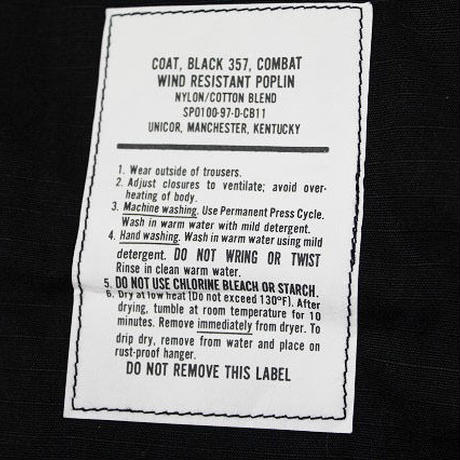 COAT, BLACK 357, COMBAT
WIND RESISTANT POPLIN
NYLON/COTTON BLEND
SPO100-97-D-CB11
UNICOR, MANCHESTER, KENTUCKY
1. Wear outside of trousers.
2. Adjust closures to ventilate; avoid over-
heating of body.
3. Machine washing. Use Permanent Press Cycle.
Wash in warm water with mild detergent.
4. Hand washing. Wash in warm water using mild
detergent. DO NOT WRING OR TWIST
Rinse in clean warm water.
5. DO NOT USE CHLORINE BLEACH OR STARCH.
6. Dry at low heat (Do not exceed 130°F). After
drying, tumble at room temperature for 10
minutes. Remove immediately from dryer. To
drip dry, remove from water and place on
rust-proof hanger.
DO NOT REMOVE THIS LABEL